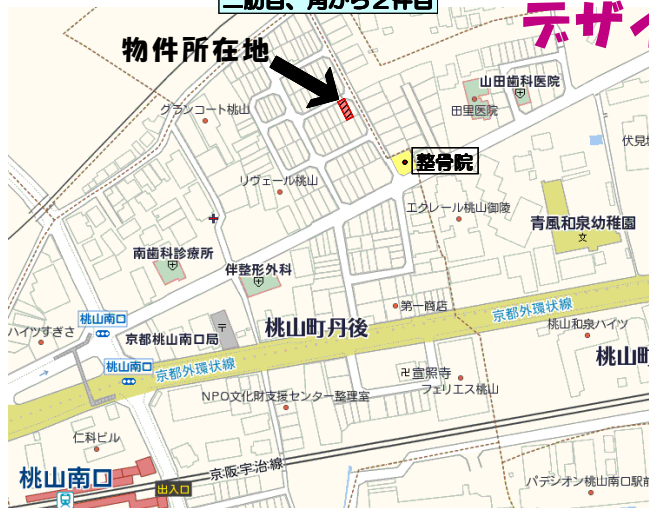 二筋目、角から２件目
デザイ
物件所在地
山田歯科医院
グランコート桃山
田里医院
伏見
整骨院
リヴェール桃山
エクレール桃山御陵
青風和泉幼稚園
文
南歯科診療所
伴整形外科
第一商店
京都外環状線
桃山南口
ハイツすぎさ
京都桃山南口局
桃山町丹後
桃山和泉ハイツ
桃山町
桃山南口
京都外環状線
卍宣照寺
フェリエス桃山
NPO文化財支援センター整理室
仁科ビル
京阪宇治線
桃山南口
出入口
パデシオン桃山南口駅前